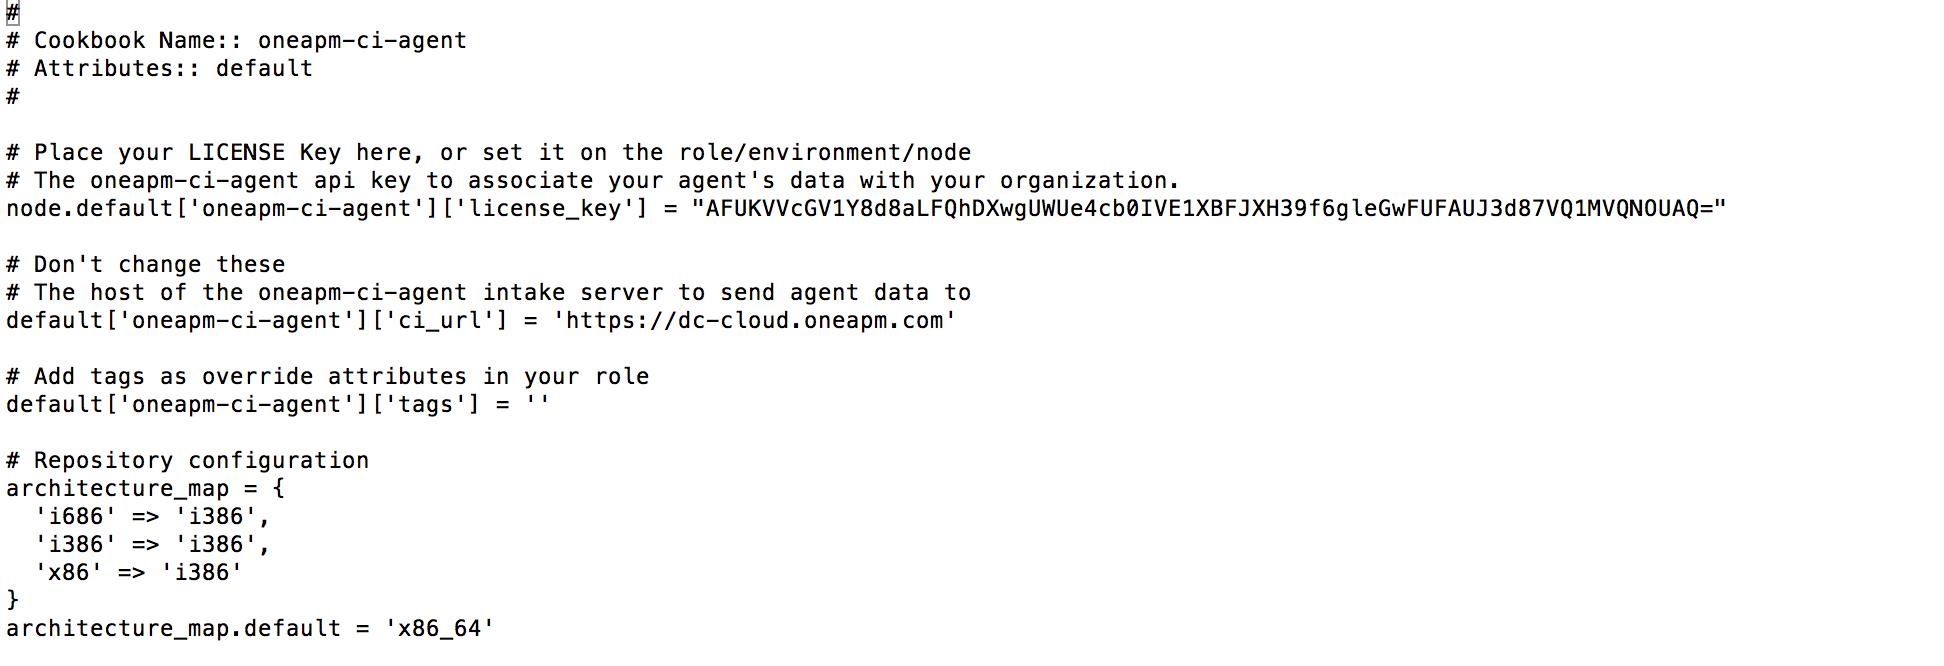 #
# Cookbook Name:: oneapm-ci-agent
# Attributes:: default
#
# Place your LICENSE Key here, or set it on the role/environment/node
# The oneapm-ci-agent api key to associate your agent's data with your organization.
node.default['oneapm-ci-agent']['license_key'] = "AFUKVVcGV1Y8d8aLFQhDXwgUWUe4cb0IVE1XBFJXH39f6gleGwFUFAUJ3d87VQ1MVQNOUAQ="
# Don't change these
# The host of the oneapm-ci-agent intake server to send agent data to
default['oneapm-ci-agent']['ci_url'] = 'https://dc-cloud.oneapm.com'
# Add tags as override attributes in your role
default['oneapm-ci-agent']['tags'] = ''
# Repository configuration
architecture_map = {
  'i686' => 'i386',
  'i386' => 'i386',
  'x86' => 'i386'
}
architecture_map.default = 'x86_64'